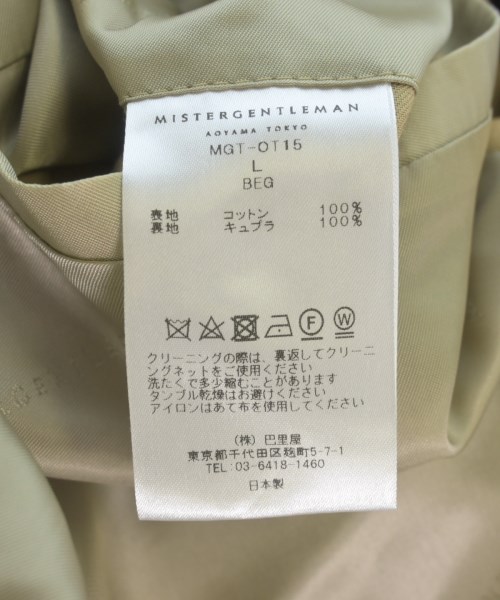 MISTERGENTLEMAN
AOYAMA TOKYO
MGT-OT15
L
BEG
表地 コットン 100%
裏地 キュプラ 100%
F W
クリーニングの際は、裏返してクリーニ
ングネットをご使用ください
洗たくで多少縮むことがあります
タンブル乾燥はお避けください
アイロンはあて布を使用してください
(株) 巴里屋
東京都千代田区麹町5-7-1
TEL:03-6418-1460
日本製